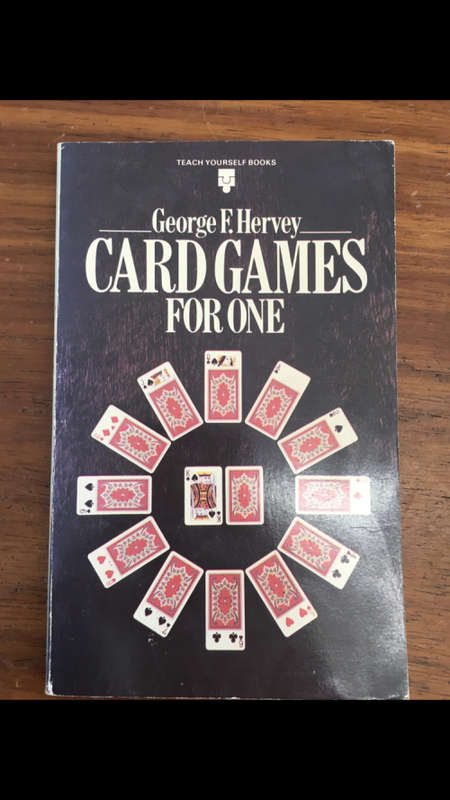 TEACH YOURSELF BOOKS
George F. Hervey
CARD GAMES
FOR ONE